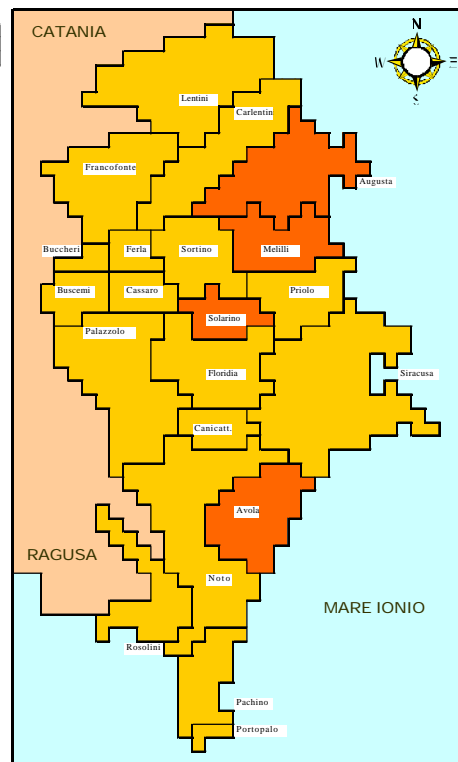 CATANIA
N
W
E
S
Lentini
Carlentin
Francofonte
Augusta
Buccheri
Ferla
Sortino
Melilli
Buscemi
Cassaro
Priolo
Solarino
Palazzolo
Floridia
Siracusa
Canicatt.
Avola
RAGUSA
Noto
MARE IONIO
Rosolini
Pachino
Portopalo